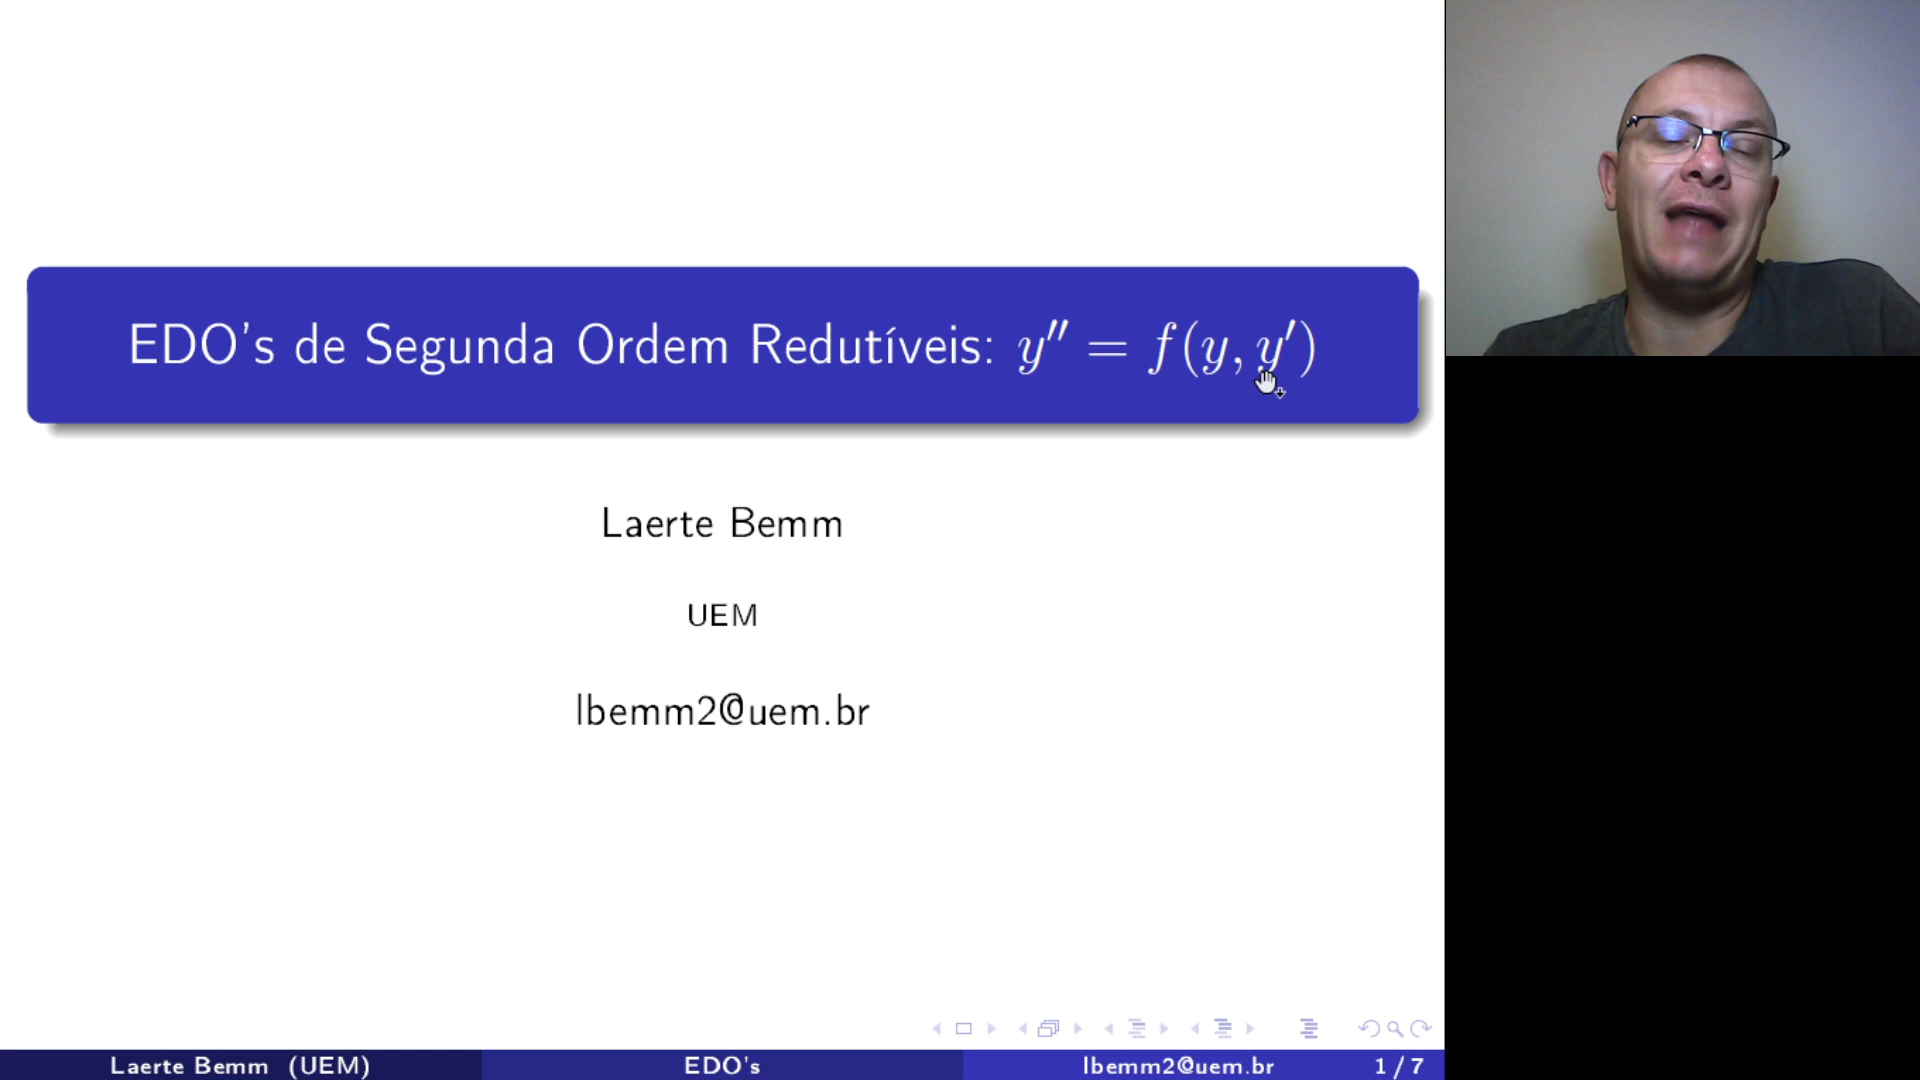 EDO's de Segunda Ordem Redutíveis: y″ = f(y, y′)
Laerte Bemm
UEM
lbemm2@uem.br
Laerte Bemm (UEM) EDO's lbemm2@uem.br 1 / 7